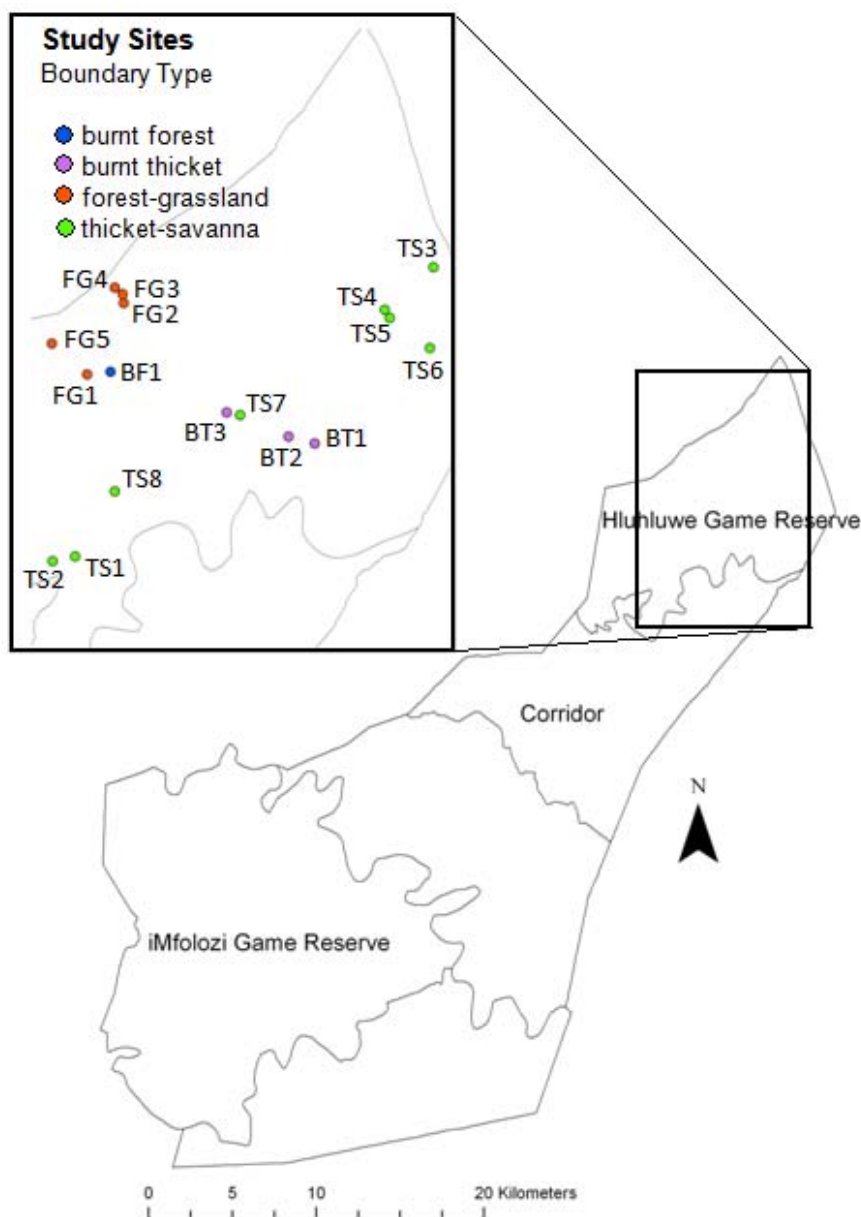 Study Sites
Boundary Type
burnt forest
burnt thicket
forest-grassland
thicket-savanna
TS3
FG4
FG3
TS4
FG2
TS5
FG5
TS6
BF1
FG1
TS7
BT3
BT1
BT2
TS8
TS1
TS2
Hluhluwe Game Reserve
Corridor
N
iMfolozi Game Reserve
0 5 10 20 Kilometers